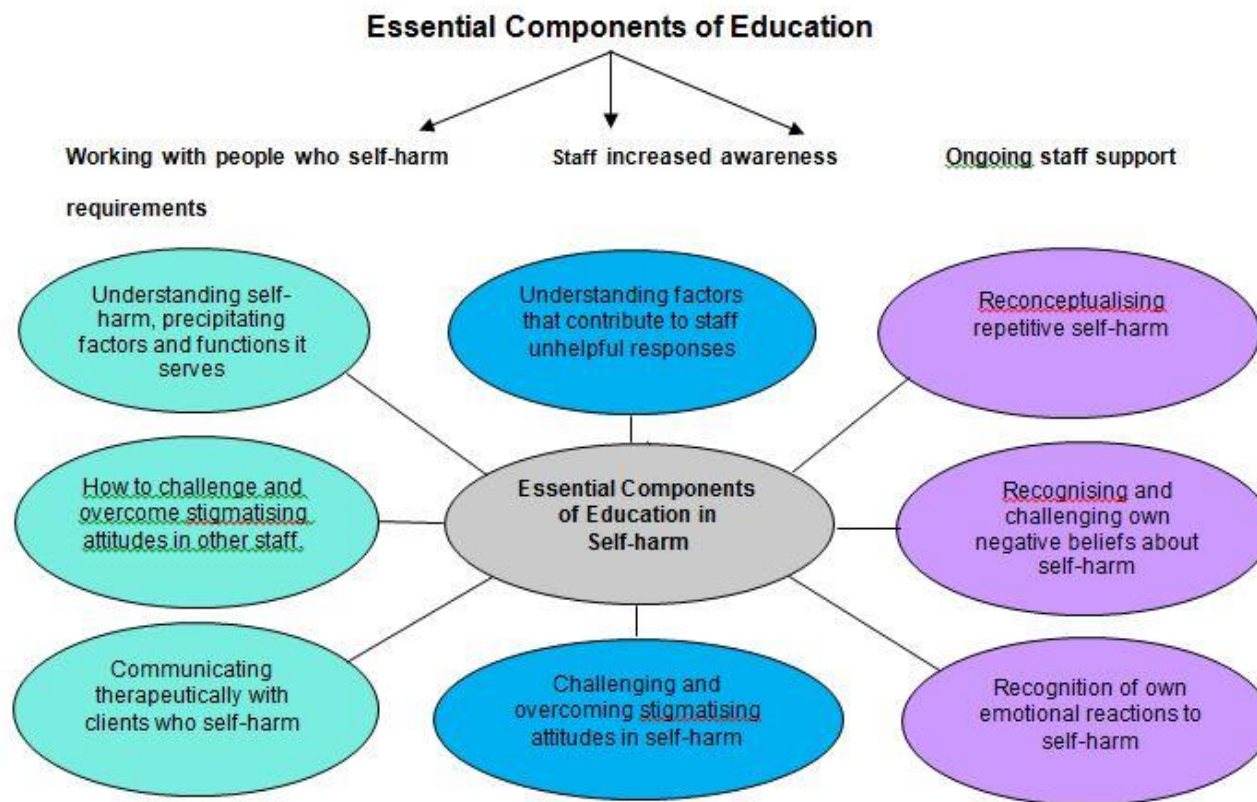 Essential Components of Education
Working with people who self-harm
requirements
Staff increased awareness
Ongoing staff support
Understanding self-
harm, precipitating
factors and functions it
serves
Understanding factors
that contribute to staff
unhelpful responses
Reconceptualising
repetitive self-harm
How to challenge and
overcome stigmatising
attitudes in other staff.
Essential Components
of Education in
Self-harm
Recognising and
challenging own
negative beliefs about
self-harm
Communicating
therapeutically with
clients who self-harm
Challenging and
overcoming stigmatising
attitudes in self-harm
Recognition of own
emotional reactions to
self-harm